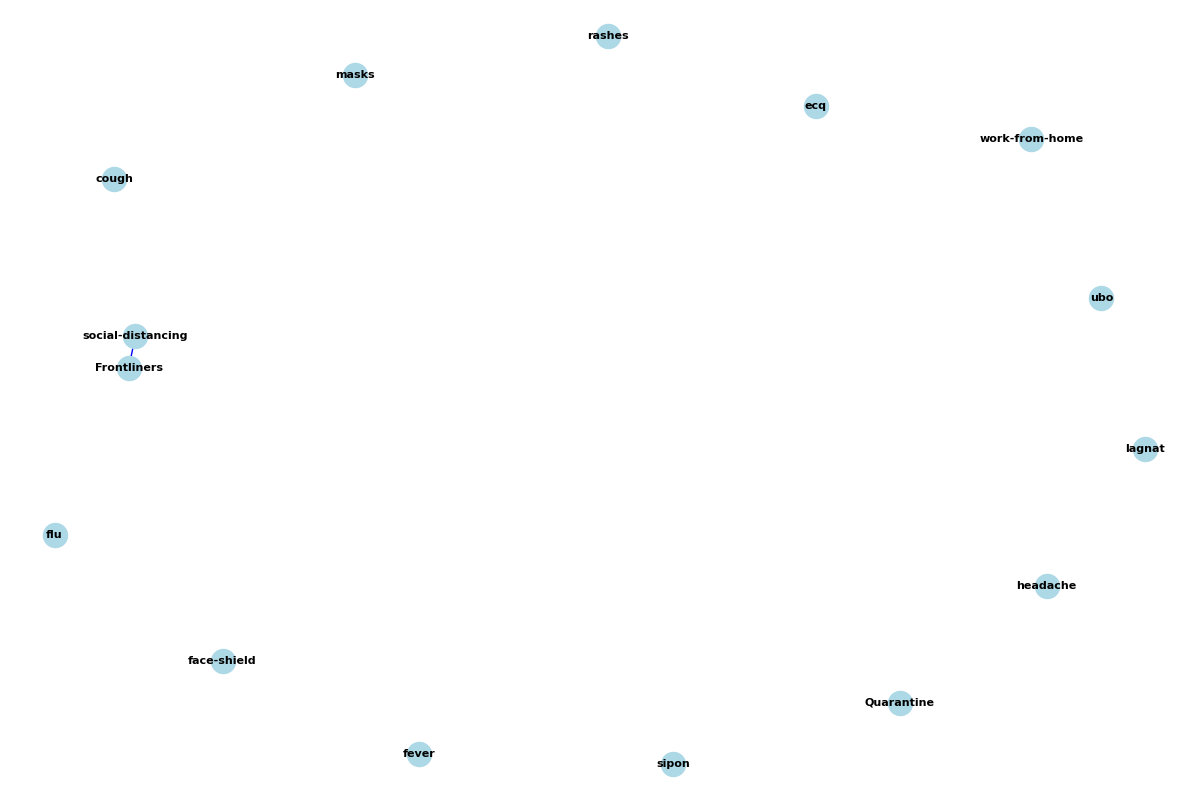 rashes
masks
ecq
work-from-home
cough
ubo
social-distancing
Frontliners
lagnat
flu
headache
face-shield
Quarantine
fever
sipon